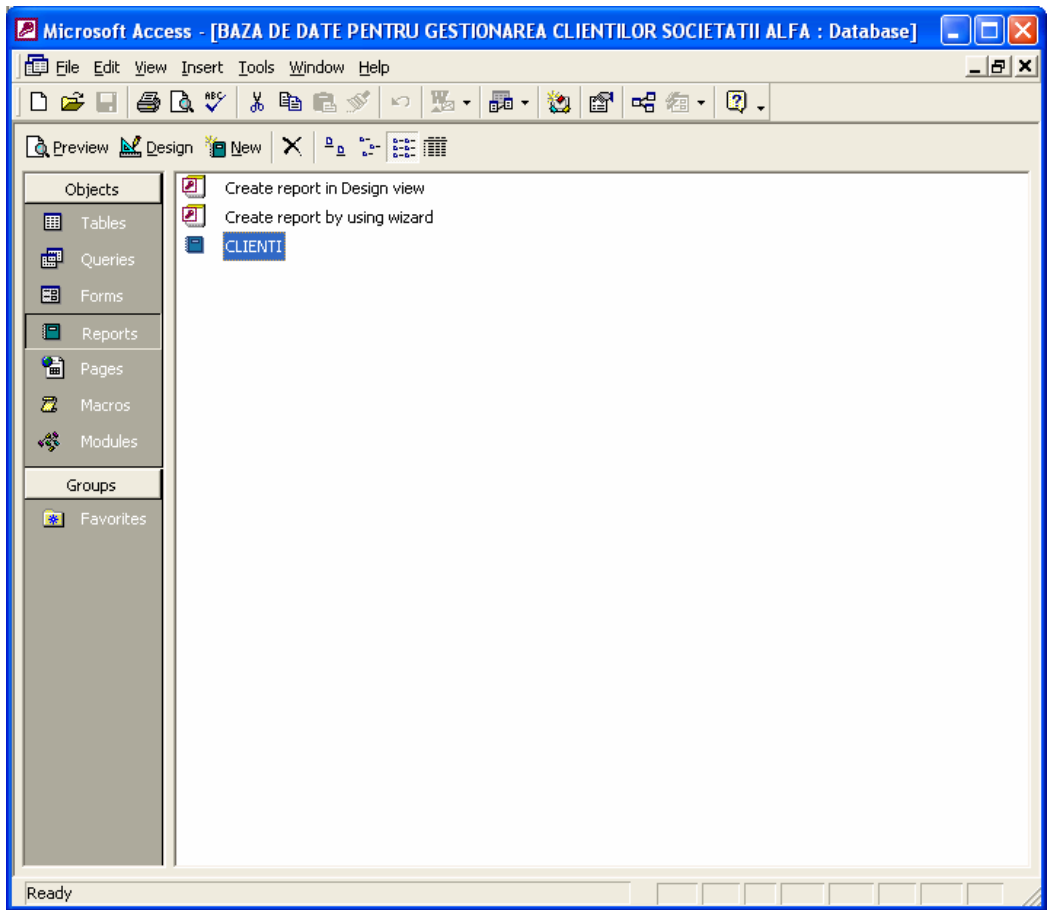 Microsoft Access - [BAZA DE DATE PENTRU GESTIONAREA CLIENTILOR SOCIETATII ALFA : Database]
File Edit View Insert Tools Window Help
Preview Design New
Objects
Tables
Queries
Forms
Reports
Pages
Macros
Modules
Groups
Favorites
Create report in Design view
Create report by using wizard
CLIENTI
Ready